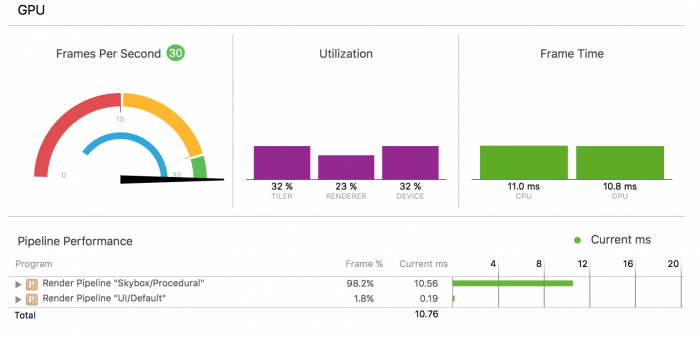 GPU
Frames Per Second 30
Utilization
Frame Time
15
0
30
32 %
23 %
32 %
TILER
RENDERER
DEVICE
11.0 ms
10.8 ms
CPU
GPU
Pipeline Performance
Current ms
Program
Frame %
Current ms
4
8
12
16
20
P Render Pipeline "Skybox/Procedural" 98.2% 10.56
P Render Pipeline "UI/Default" 1.8% 0.19
Total 10.76